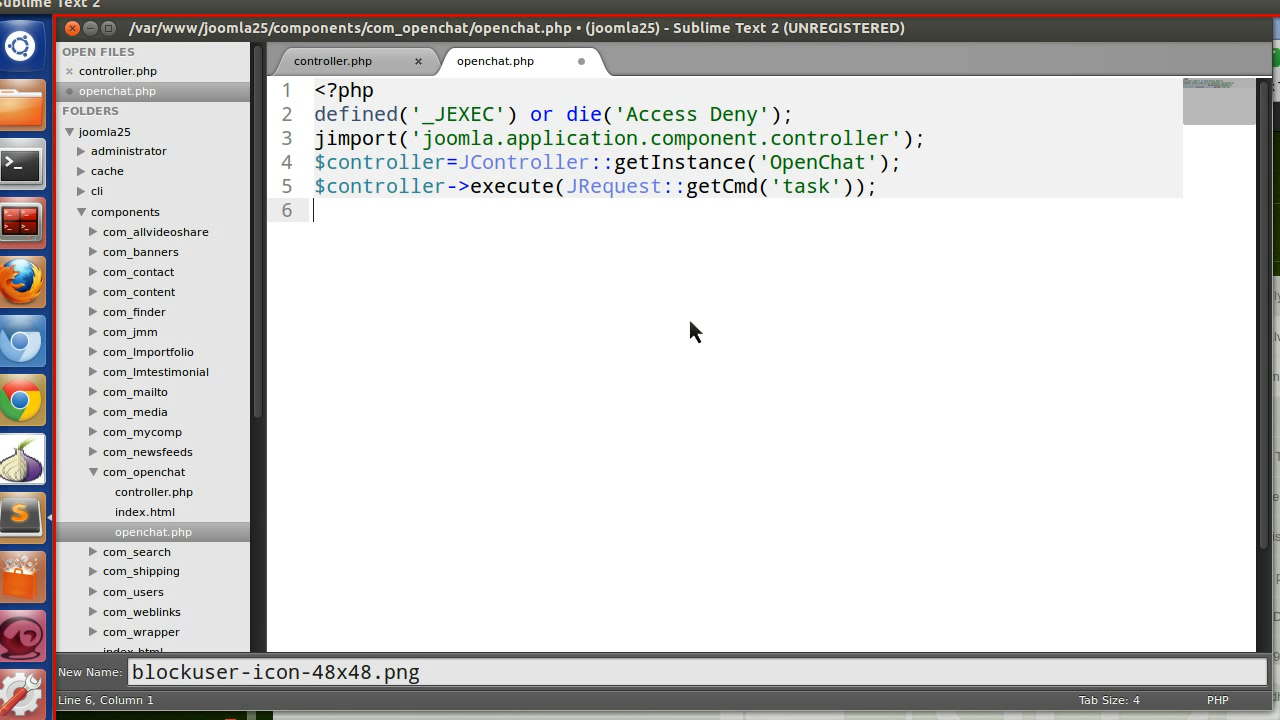 Sublime Text 2
/var/www/joomla25/components/com_openchat/openchat.php • (joomla25) - Sublime Text 2 (UNREGISTERED)
OPEN FILES
controller.php
openchat.php
FOLDERS
joomla25
administrator
cache
cli
components
com_allvideoshare
com_banners
com_contact
com_content
com_finder
com_jmm
com_lmportfolio
com_lmtestimonial
com_mailto
com_media
com_mycomp
com_newsfeeds
com_openchat
controller.php
index.html
openchat.php
com_search
com_shipping
com_users
com_weblinks
com_wrapper
index.html
controller.php
openchat.php
1 <?php
2 defined('_JEXEC') or die('Access Deny');
3 jimport('joomla.application.component.controller');
4 $controller=JController::getInstance('OpenChat');
5 $controller->execute(JRequest::getCmd('task'));
6
New Name: blockuser-icon-48x48.png
Line 6, Column 1
Tab Size: 4
PHP